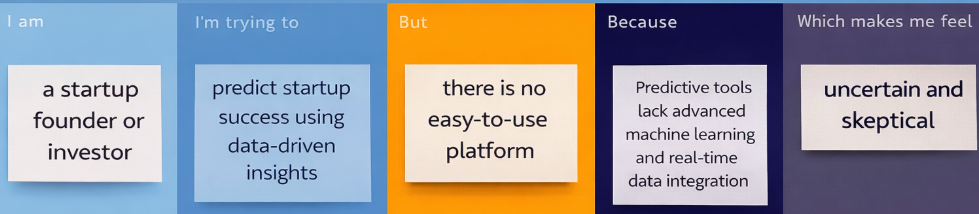 I am
a startup
founder or
investor
I'm trying to
predict startup
success using
data-driven
insights
But
there is no
easy-to-use
platform
Because
Predictive tools
lack advanced
machine learning
and real-time
data integration
Which makes me feel
uncertain and
skeptical